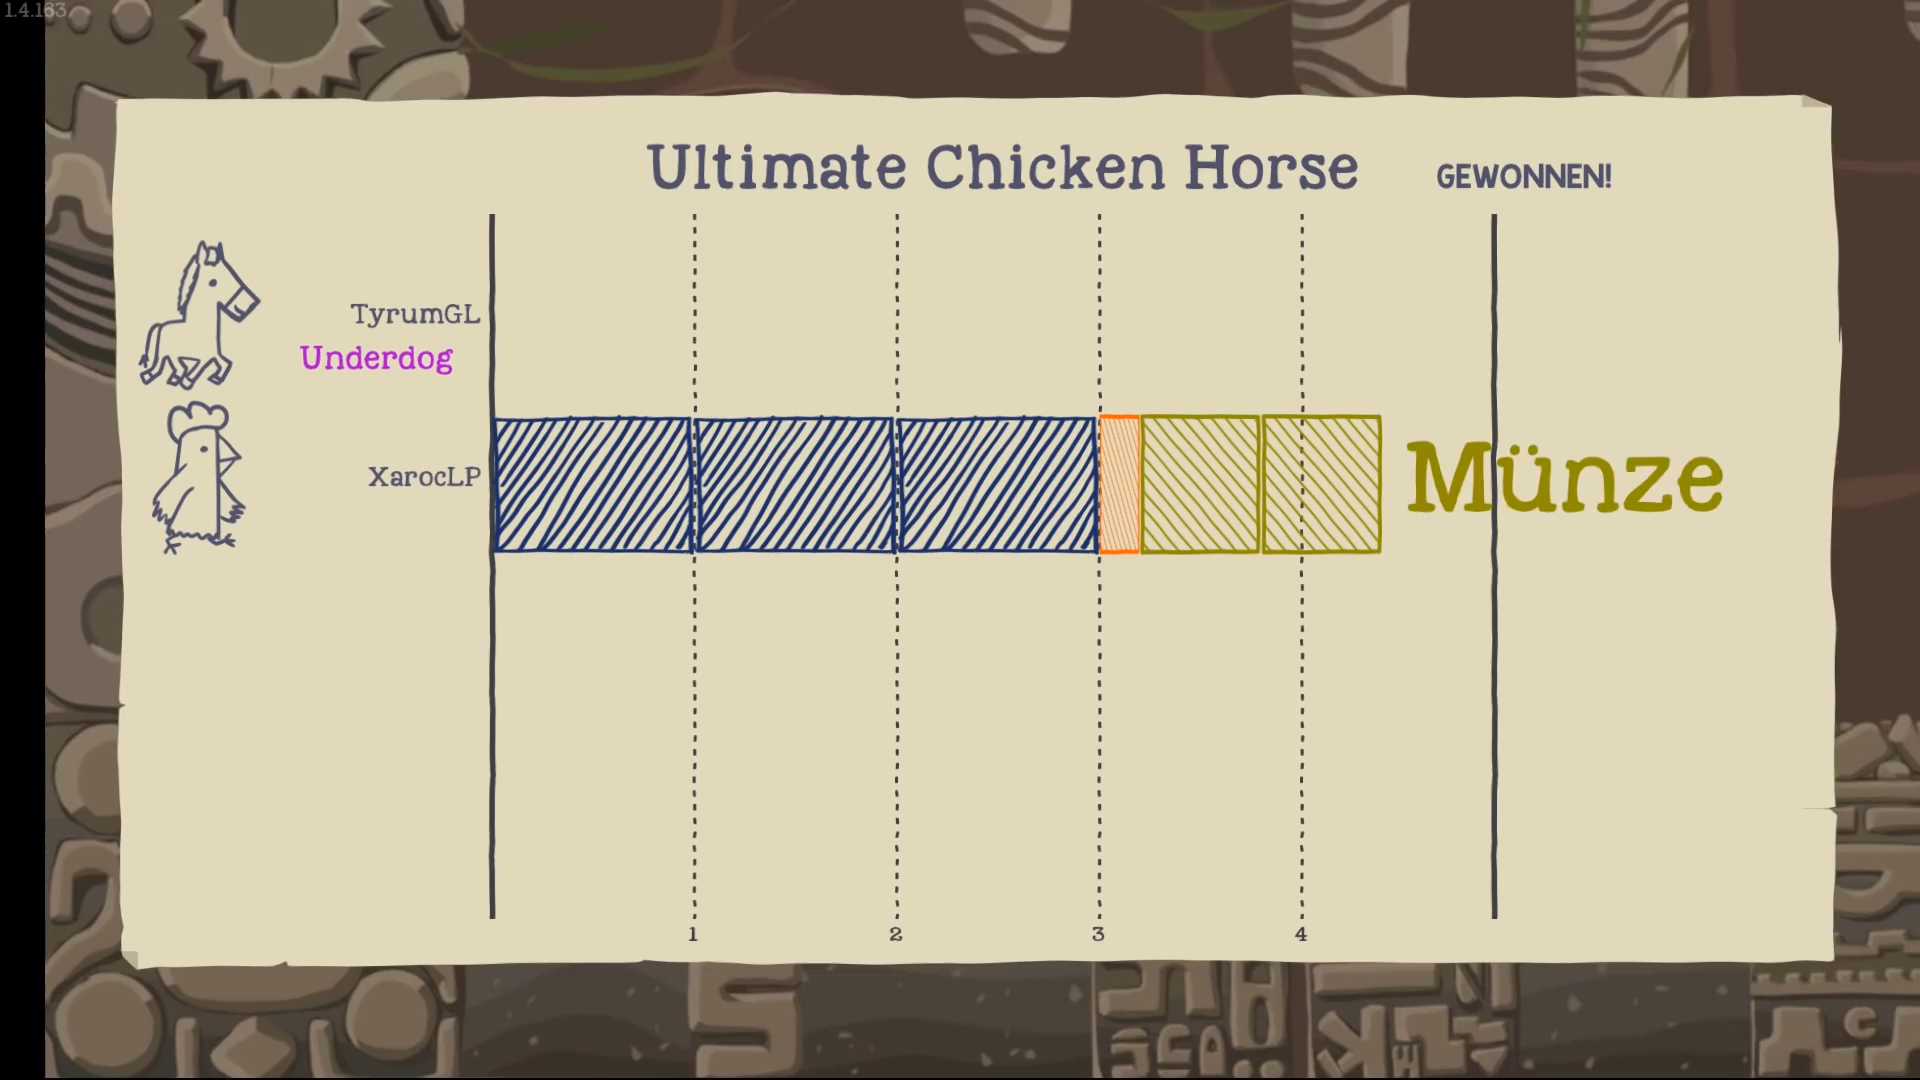 1.4.163
Ultimate Chicken Horse
GEWONNEN!
TyrumGL
Underdog
XarocLP
Münze
1 2 3 4